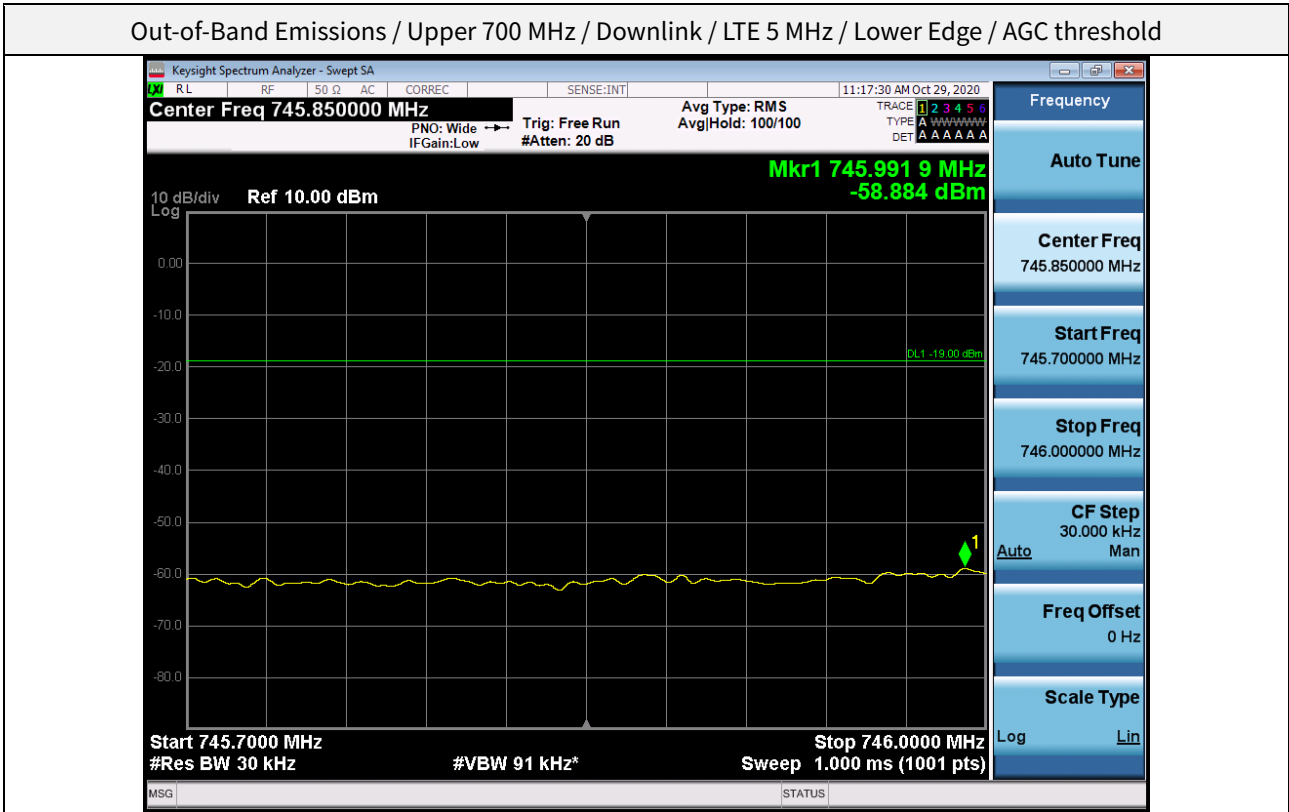 Out-of-Band Emissions / Upper 700 MHz / Downlink / LTE 5 MHz / Lower Edge / AGC threshold
Keysight Spectrum Analyzer - Swept SA
LXI RL RF 50 Ω AC CORREC SENSE:INT 11:17:30 AM Oct 29, 2020
Center Freq 745.850000 MHz
PNO: Wide
IFGain:Low
Trig: Free Run
#Atten: 20 dB
Avg Type: RMS
Avg|Hold: 100/100
TRACE 1 2 3 4 5 6
TYPE A WWWWW
DET A A A A A A
Mkr1 745.991 9 MHz
-58.884 dBm
10 dB/div Ref 10.00 dBm
Log
0.00
-10.0
DL1 -19.00 dBm
-20.0
-30.0
-40.0
-50.0
1
-60.0
-70.0
-80.0
Start 745.7000 MHz
Stop 746.0000 MHz
#Res BW 30 kHz
#VBW 91 kHz*
Sweep 1.000 ms (1001 pts)
MSG
STATUS
Frequency
Auto Tune
Center Freq
745.850000 MHz
Start Freq
745.700000 MHz
Stop Freq
746.000000 MHz
CF Step
30.000 kHz
Auto Man
Freq Offset
0 Hz
Scale Type
Log Lin